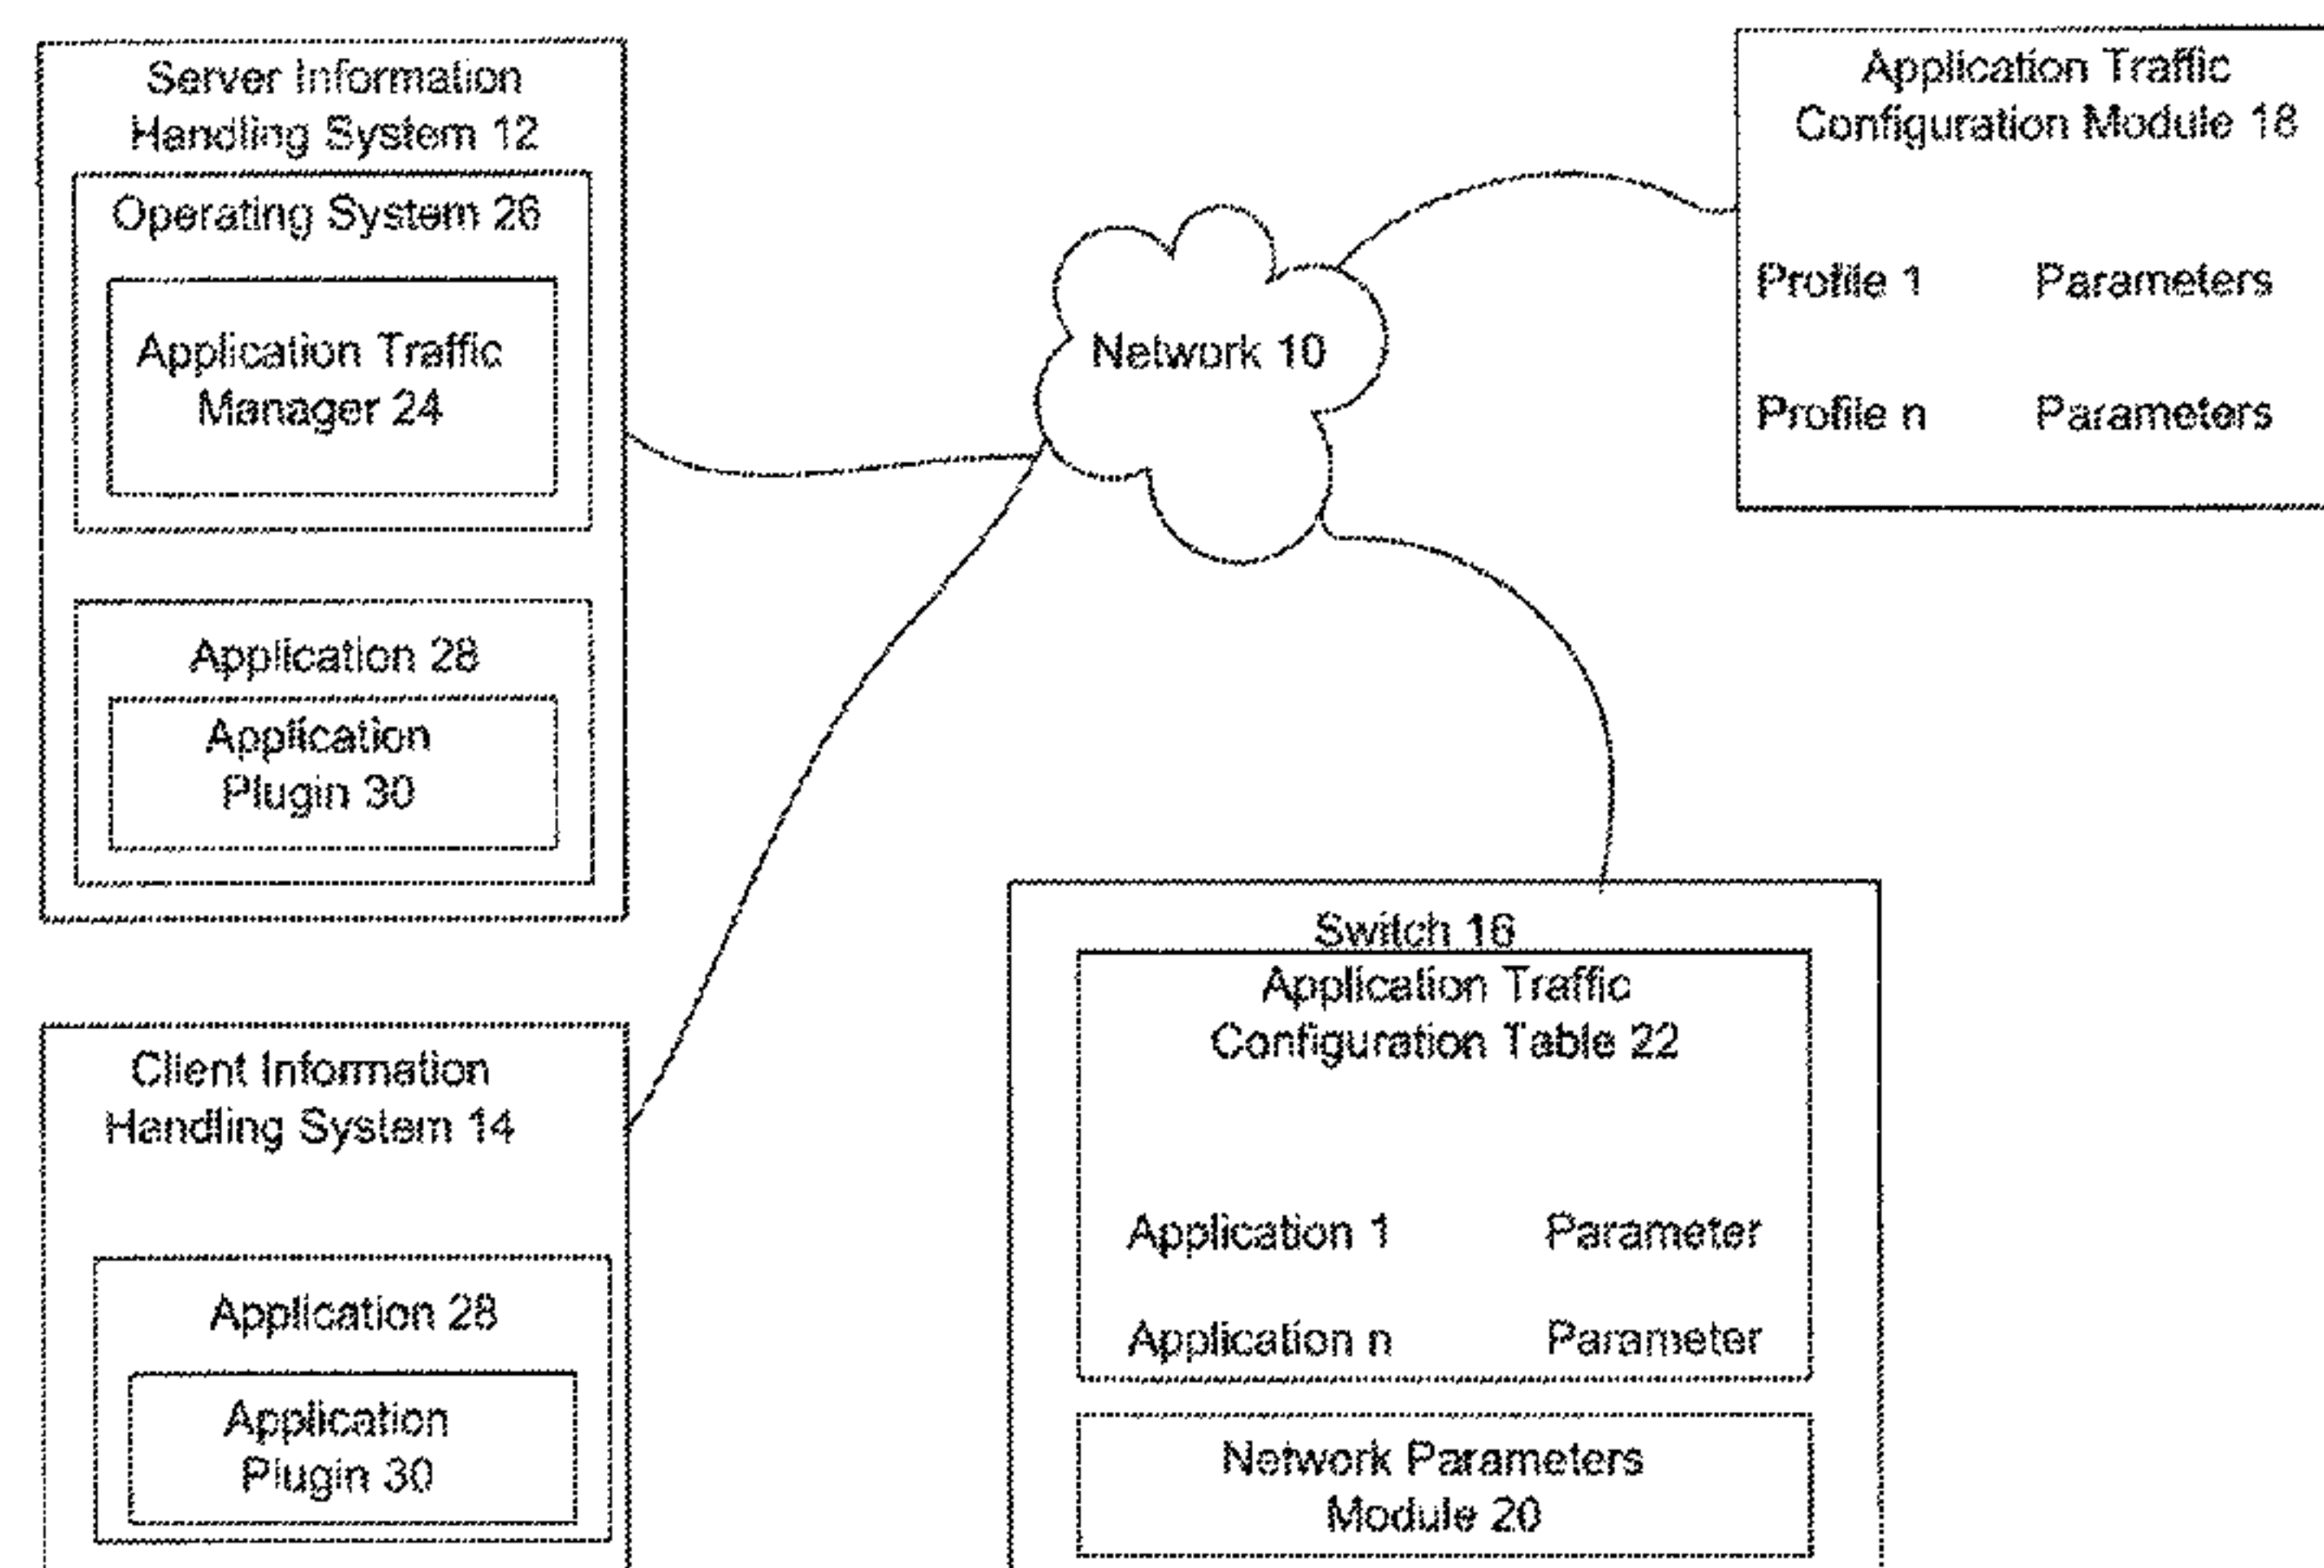 Server Information
Handling System 12
Operating System 26
Application Traffic
Manager 24
Application 28
Application
Plugin 30
Client Information
Handling System 14
Application 28
Application
Plugin 30
Network 10
Application Traffic
Configuration Module 18
Profile 1 Parameters
Profile n Parameters
Switch 16
Application Traffic
Configuration Table 22
Application 1 Parameter
Application n Parameter
Network Parameters
Module 20